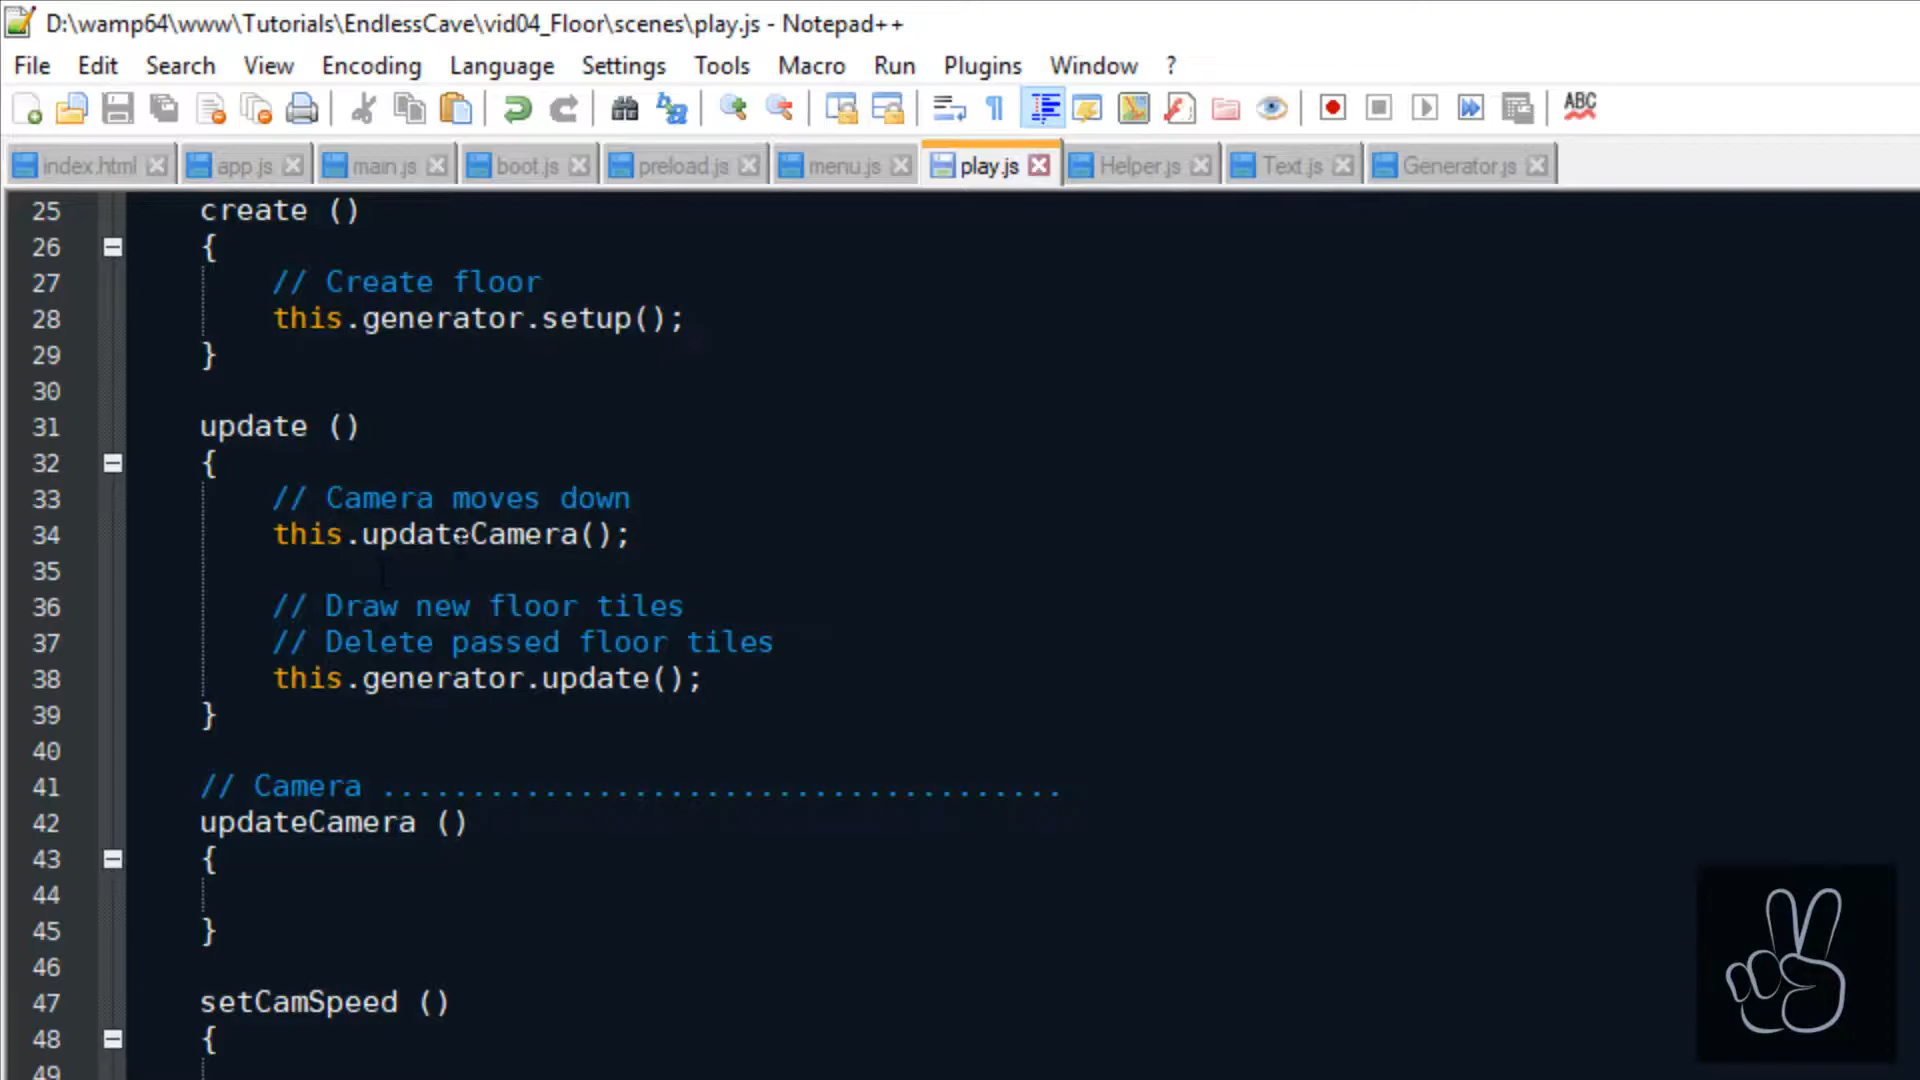 D:\wamp64\www\Tutorials\EndlessCave\vid04_Floor\scenes\play.js - Notepad++
File Edit Search View Encoding Language Settings Tools Macro Run Plugins Window ?
ABC
index.html app.js main.js boot.js preload.js menu.js play.js Helper.js Text.js Generator.js
25 create ()
26 {
27 // Create floor
28 this.generator.setup();
29 }
30
31 update ()
32 {
33 // Camera moves down
34 this.updateCamera();
35
36 // Draw new floor tiles
37 // Delete passed floor tiles
38 this.generator.update();
39 }
40
41 // Camera ......................................
42 updateCamera ()
43 {
44
45 }
46
47 setCamSpeed ()
48 {
49